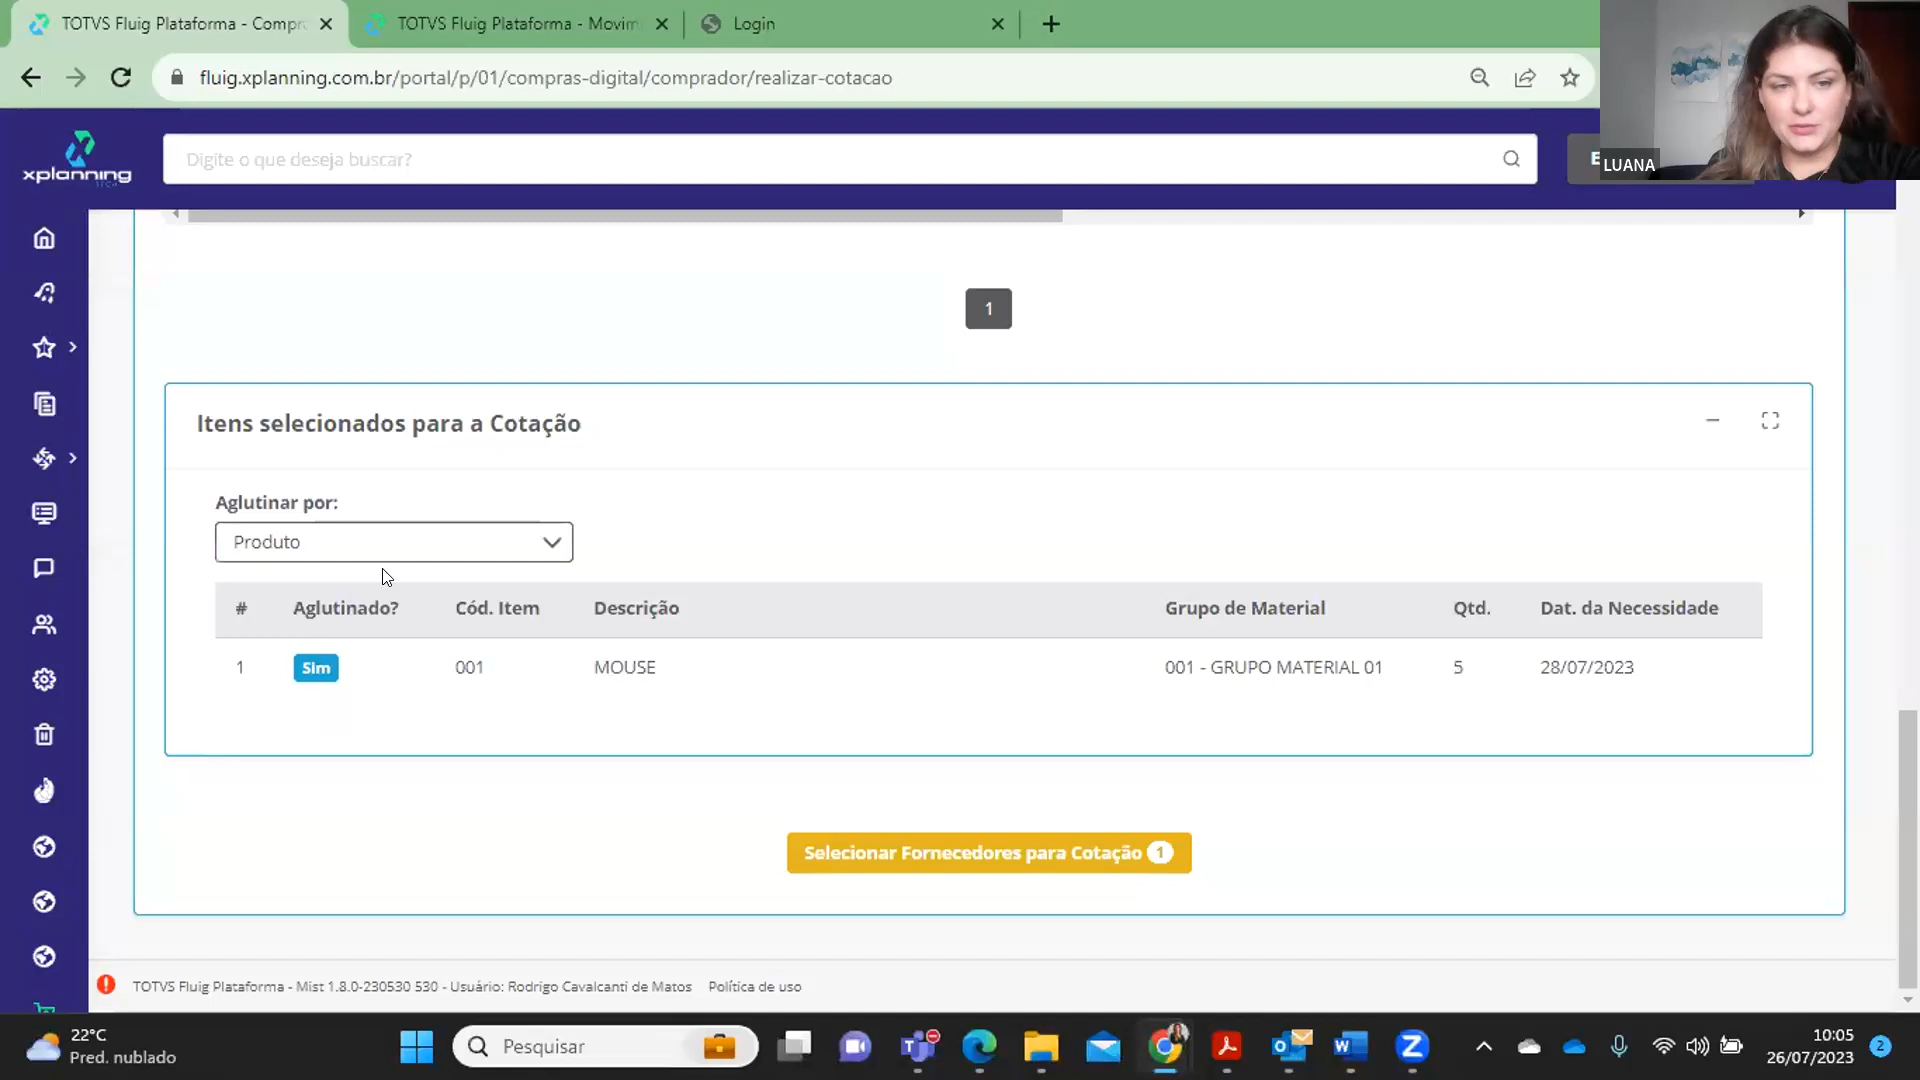 TOTVS Fluig Plataforma - Compr
TOTVS Fluig Plataforma - Movim
Login
fluig.xplanning.com.br/portal/p/01/compras-digital/comprador/realizar-cotacao
xplanning
Digite o que deseja buscar?
E
LUANA
1
Itens selecionados para a Cotação
Aglutinar por:
Produto
# Aglutinado? Cód. Item Descrição Grupo de Material Qtd. Dat. da Necessidade
1 Sim 001 MOUSE 001 - GRUPO MATERIAL 01 5 28/07/2023
Selecionar Fornecedores para Cotação 1
TOTVS Fluig Plataforma - Mist 1.8.0-230530 530 - Usuário: Rodrigo Cavalcanti de Matos Política de uso
22°C
Pred. nublado
Pesquisar
10:05
26/07/2023
2